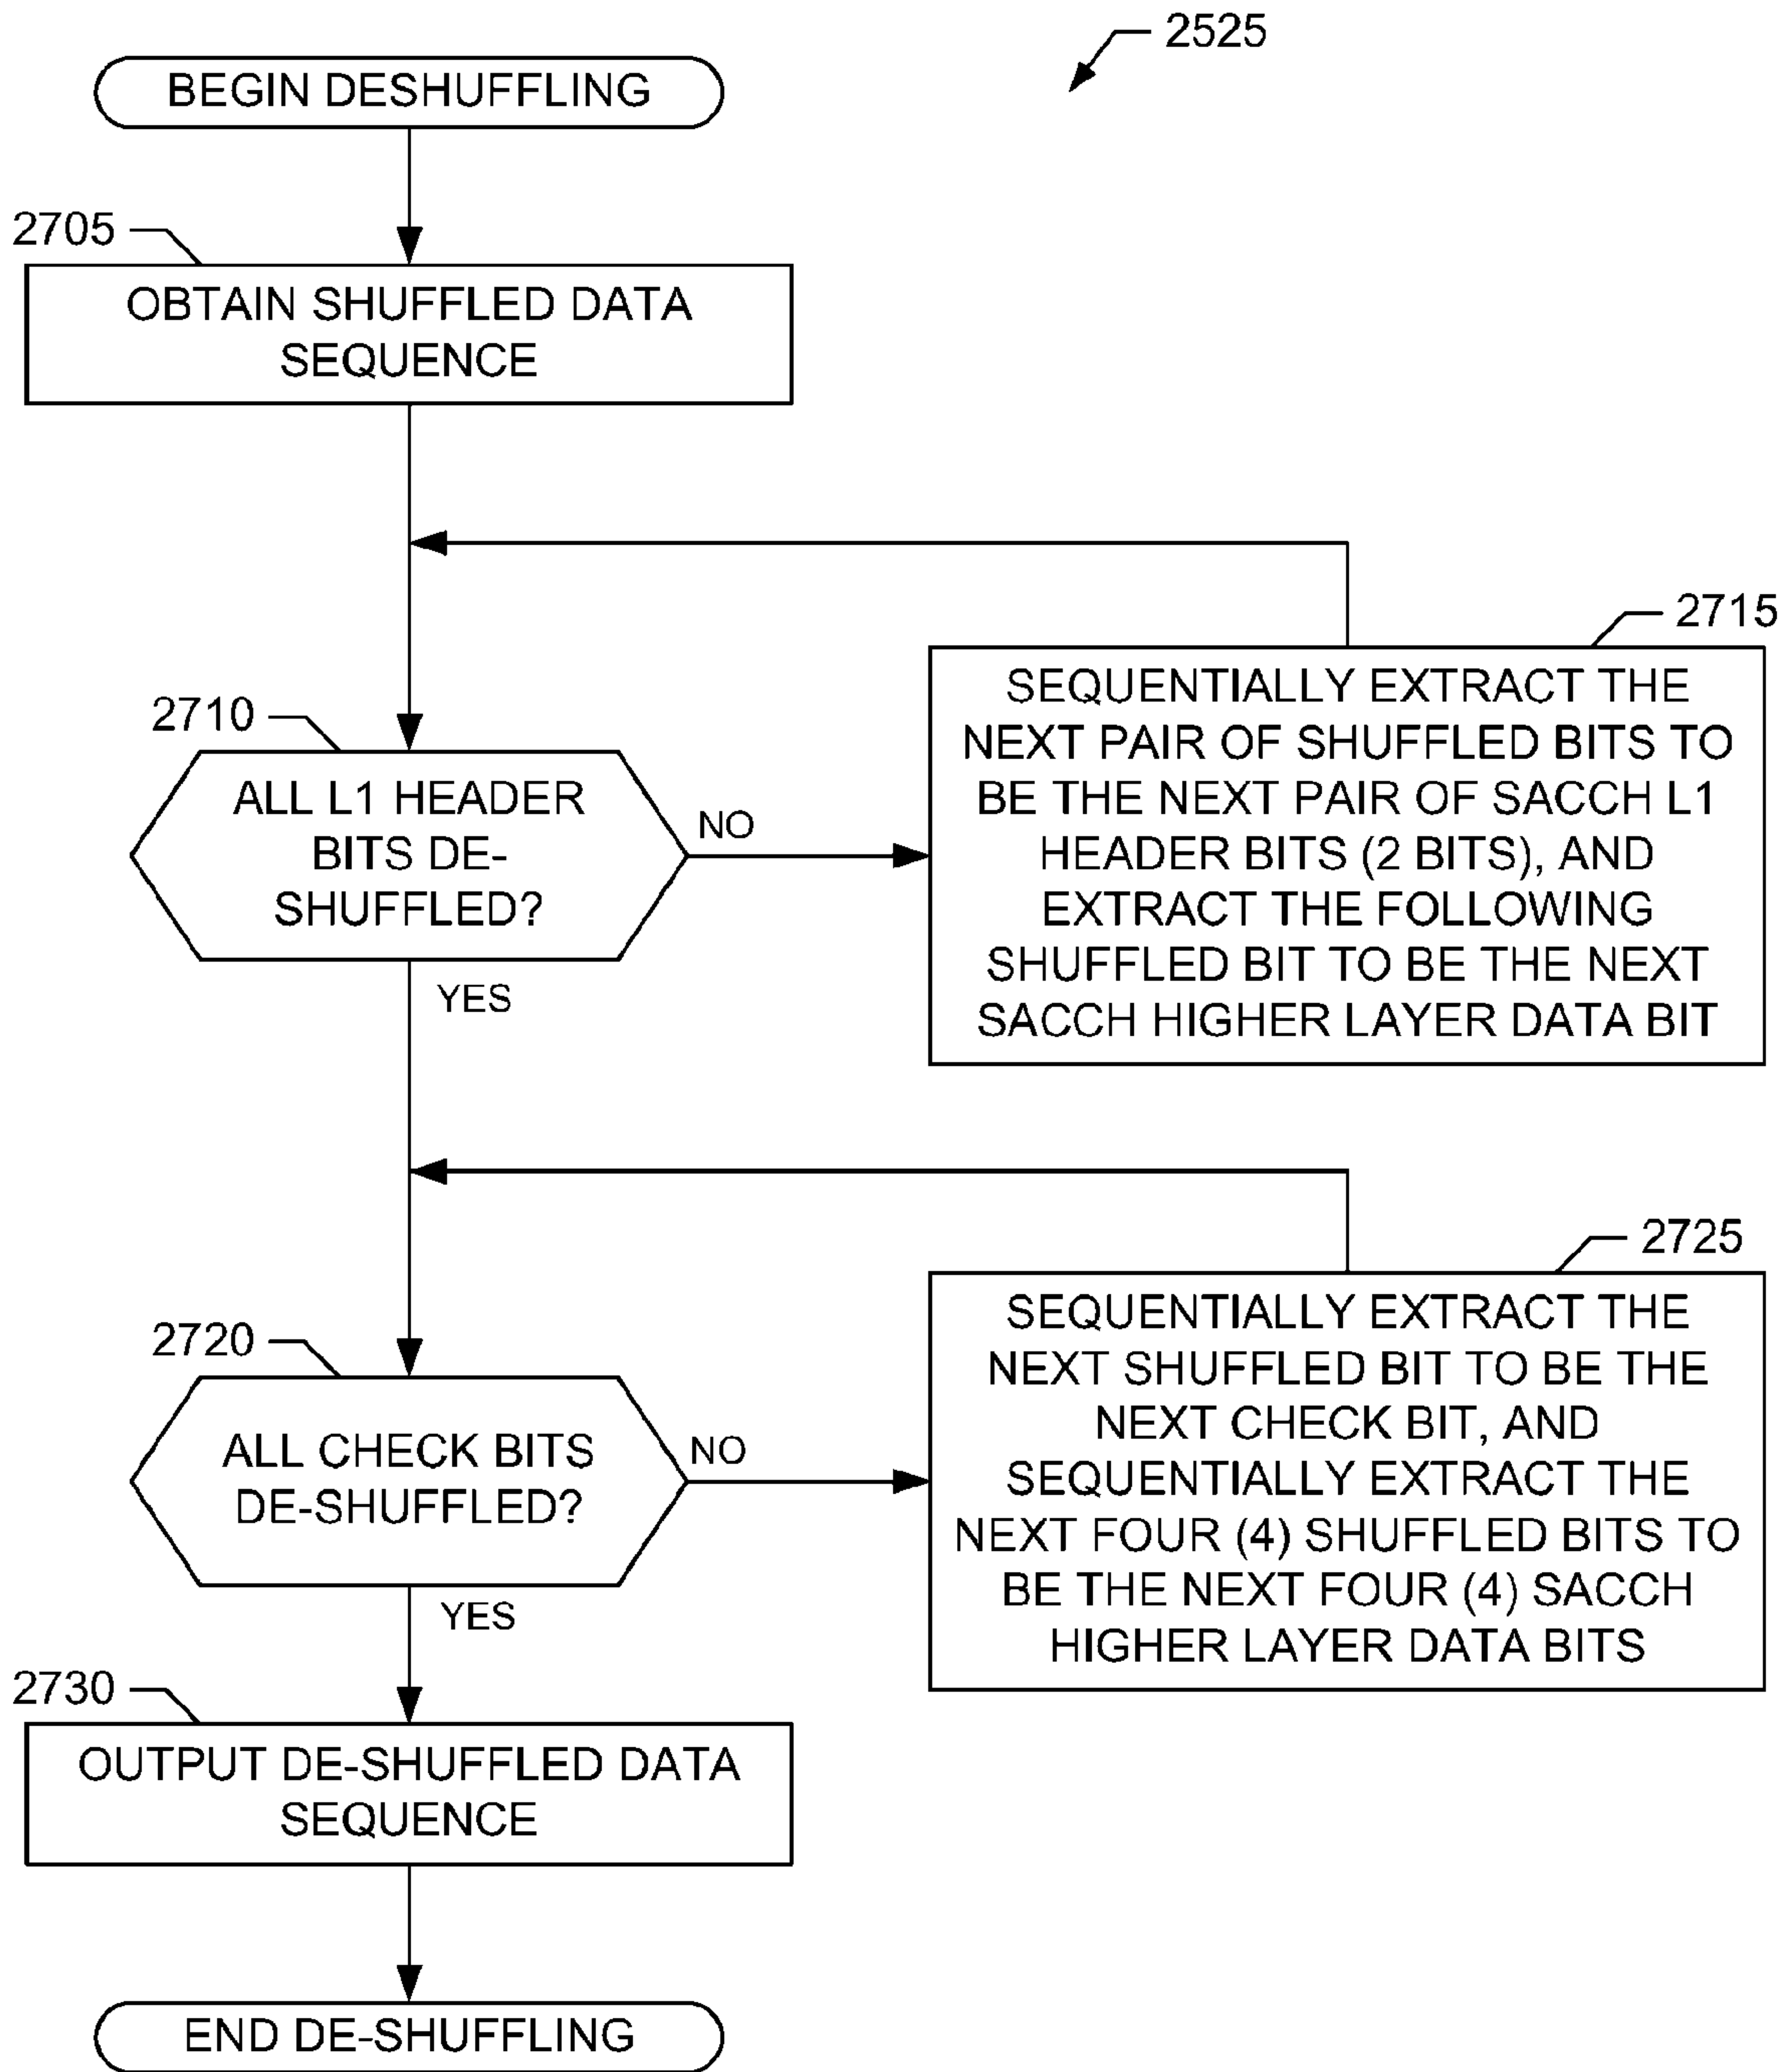 2525
BEGIN DESHUFFLING
2705
OBTAIN SHUFFLED DATA
SEQUENCE
2710
ALL L1 HEADER
BITS DE-
SHUFFLED?
NO
YES
2715
SEQUENTIALLY EXTRACT THE
NEXT PAIR OF SHUFFLED BITS TO
BE THE NEXT PAIR OF SACCH L1
HEADER BITS (2 BITS), AND
EXTRACT THE FOLLOWING
SHUFFLED BIT TO BE THE NEXT
SACCH HIGHER LAYER DATA BIT
2720
ALL CHECK BITS
DE-SHUFFLED?
NO
YES
2725
SEQUENTIALLY EXTRACT THE
NEXT SHUFFLED BIT TO BE THE
NEXT CHECK BIT, AND
SEQUENTIALLY EXTRACT THE
NEXT FOUR (4) SHUFFLED BITS TO
BE THE NEXT FOUR (4) SACCH
HIGHER LAYER DATA BITS
2730
OUTPUT DE-SHUFFLED DATA
SEQUENCE
END DE-SHUFFLING